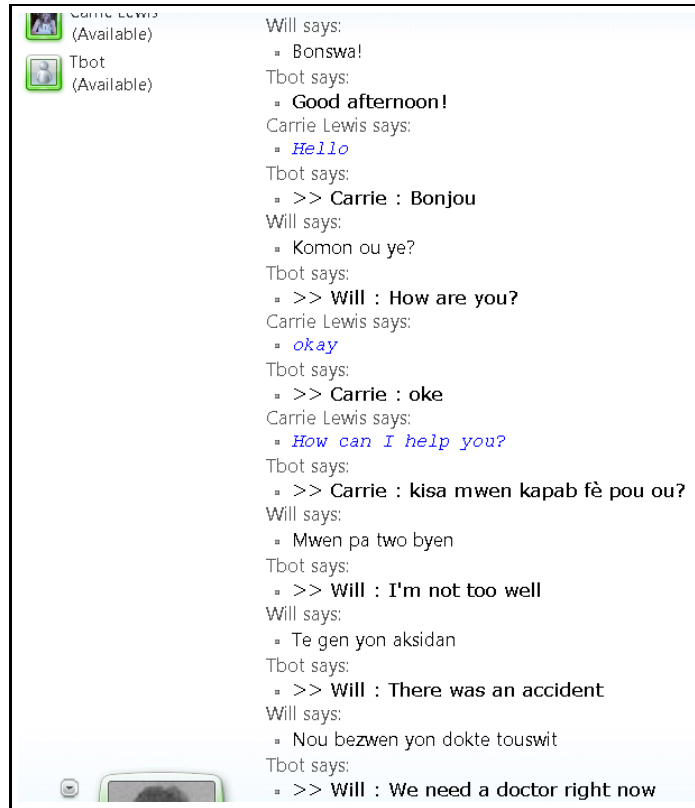 Carrie Lewis
(Available)
Tbot
(Available)
Will says:
Bonswa!
Tbot says:
Good afternoon!
Carrie Lewis says:
Hello
Tbot says:
>> Carrie : Bonjou
Will says:
Komon ou ye?
Tbot says:
>> Will : How are you?
Carrie Lewis says:
okay
Tbot says:
>> Carrie : oke
Carrie Lewis says:
How can I help you?
Tbot says:
>> Carrie : kisa mwen kapab fè pou ou?
Will says:
Mwen pa two byen
Tbot says:
>> Will : I'm not too well
Will says:
Te gen yon aksidan
Tbot says:
>> Will : There was an accident
Will says:
Nou bezwen yon dokte touswit
Tbot says:
>> Will : We need a doctor right now